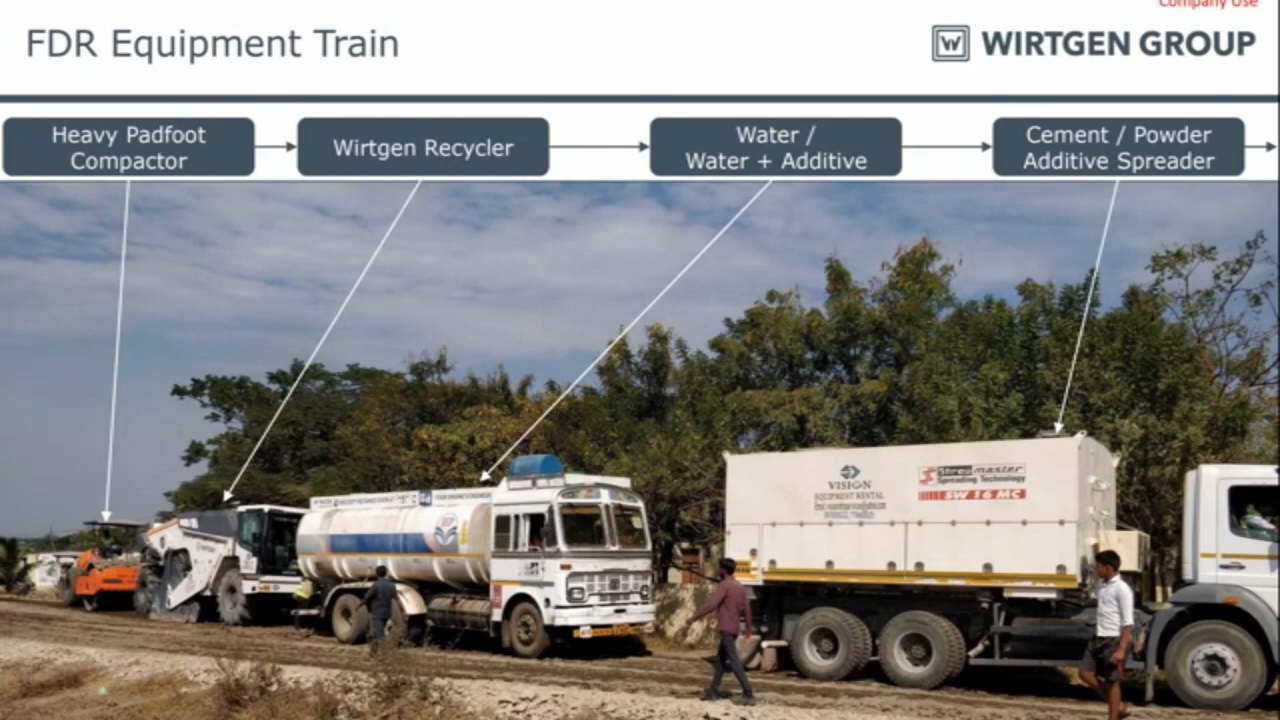 Company Use
FDR Equipment Train
W WIRTGEN GROUP
Heavy Padfoot
Compactor
Wirtgen Recycler
Water /
Water + Additive
Cement / Powder
Additive Spreader
VISION
EQUIPMENT RENTAL
Streumaster
Spreading Technology
SW 16 MC